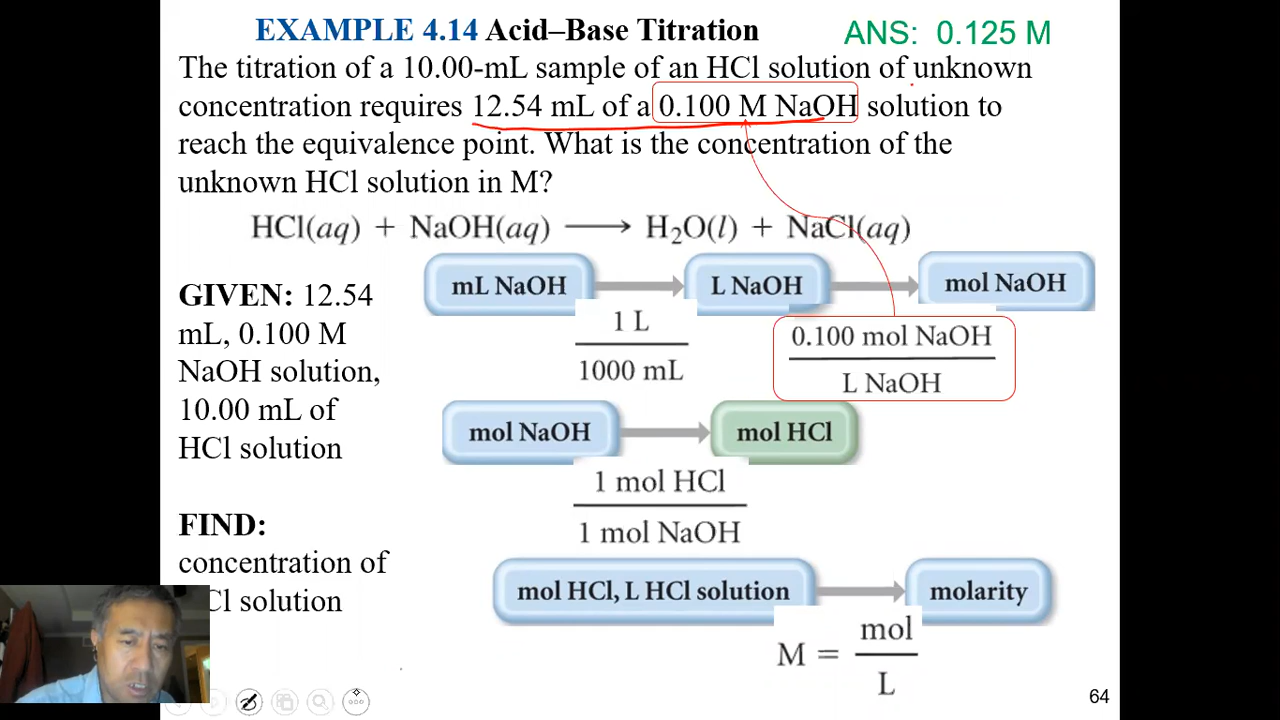 EXAMPLE 4.14 Acid–Base Titration
ANS: 0.125 M
The titration of a 10.00-mL sample of an HCl solution of unknown
concentration requires 12.54 mL of a 0.100 M NaOH solution to
reach the equivalence point. What is the concentration of the
unknown HCl solution in M?
HCl(aq) + NaOH(aq) ⟶ H₂O(l) + NaCl(aq)
GIVEN: 12.54
mL, 0.100 M
NaOH solution,
10.00 mL of
HCl solution
FIND:
concentration of
Cl solution
mL NaOH
L NaOH
mol NaOH
1 L
1000 mL
0.100 mol NaOH
L NaOH
mol NaOH
mol HCl
1 mol HCl
1 mol NaOH
mol HCl, L HCl solution
molarity
M = mol
L
64